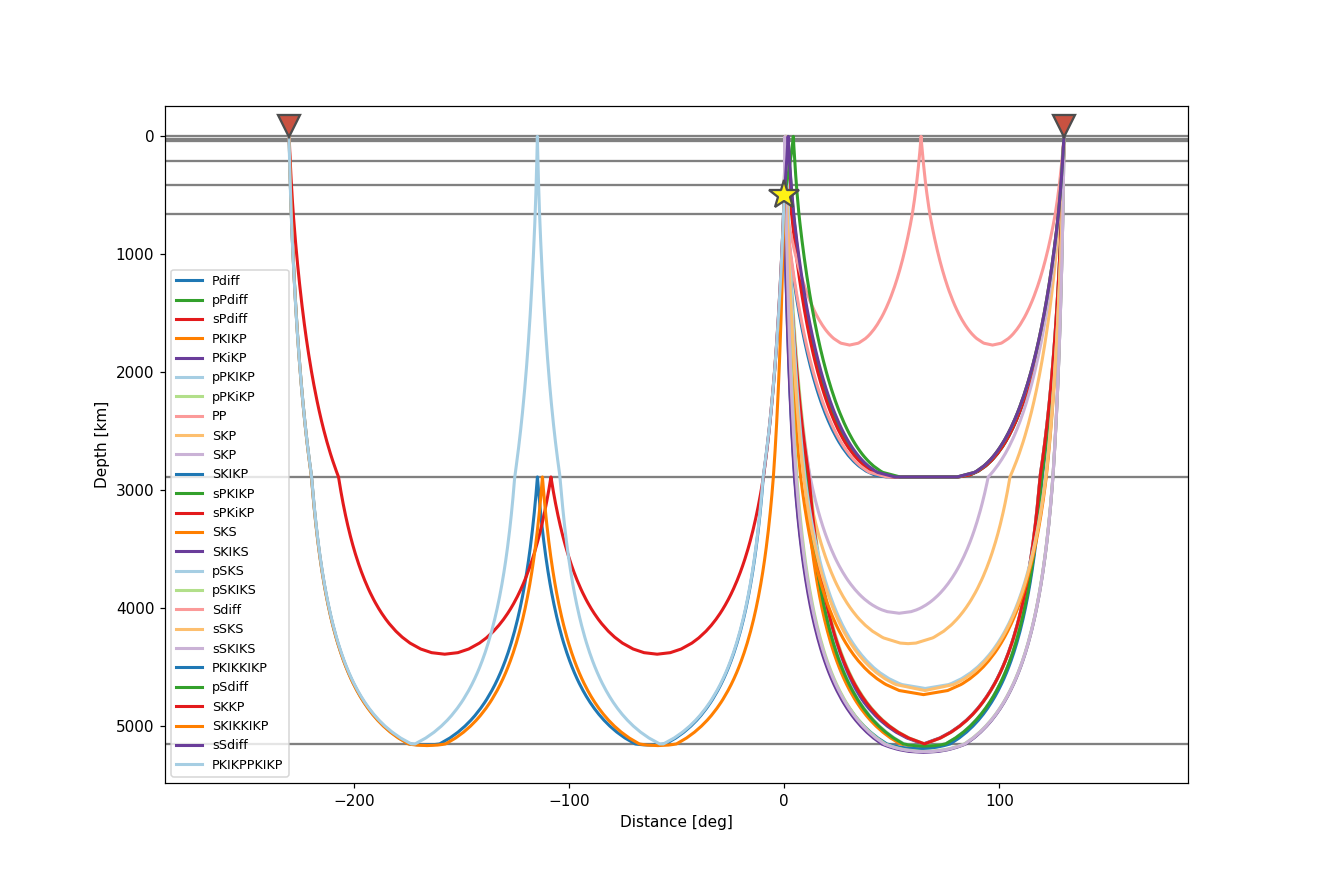 0
1000
2000
3000
4000
5000
Depth [km]
Pdiff
pPdiff
sPdiff
PKIKP
PKiKP
pPKIKP
pPKiKP
PP
SKP
SKP
SKIKP
sPKIKP
sPKiKP
SKS
SKIKS
pSKS
pSKIKS
Sdiff
sSKS
sSKIKS
PKIKKIKP
pSdiff
SKKP
SKIKKIKP
sSdiff
PKIKPPKIKP
−200
−100
0
100
Distance [deg]